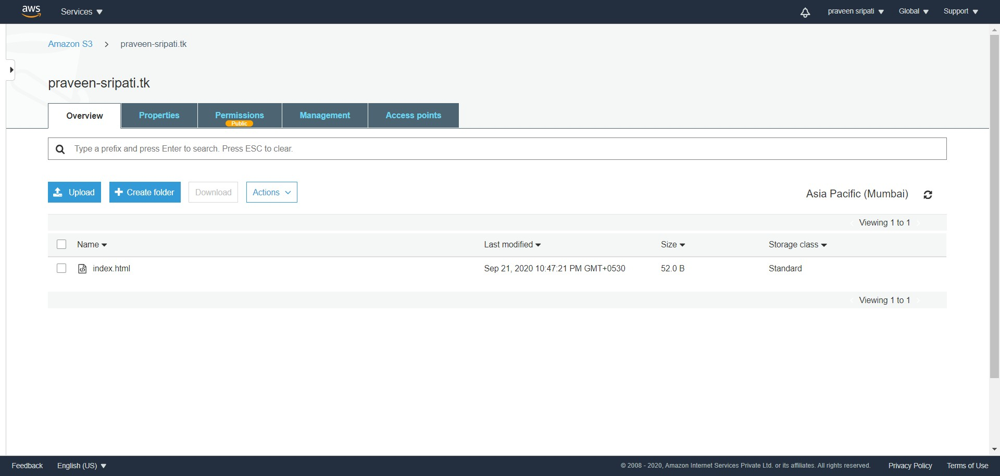 aws Services praveen sripati Global Support
Amazon S3 > praveen-sripati.tk
praveen-sripati.tk
Overview Properties Permissions Management Access points
Public
Type a prefix and press Enter to search. Press ESC to clear.
Upload Create folder Download Actions Asia Pacific (Mumbai)
Viewing 1 to 1
Name Last modified Size Storage class
index.html Sep 21, 2020 10:47:21 PM GMT+0530 52.0 B Standard
Viewing 1 to 1
Feedback English (US) © 2008 - 2020, Amazon Internet Services Private Ltd. or its affiliates. All rights reserved. Privacy Policy Terms of Use